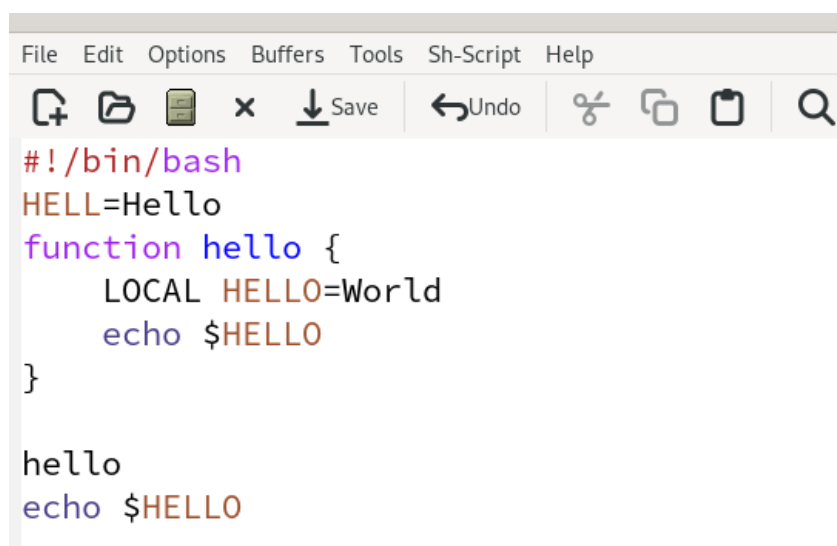 File Edit Options Buffers Tools Sh-Script Help
Save Undo
#!/bin/bash
HELL=Hello
function hello {
    LOCAL HELLO=World
    echo $HELLO
}
hello
echo $HELLO